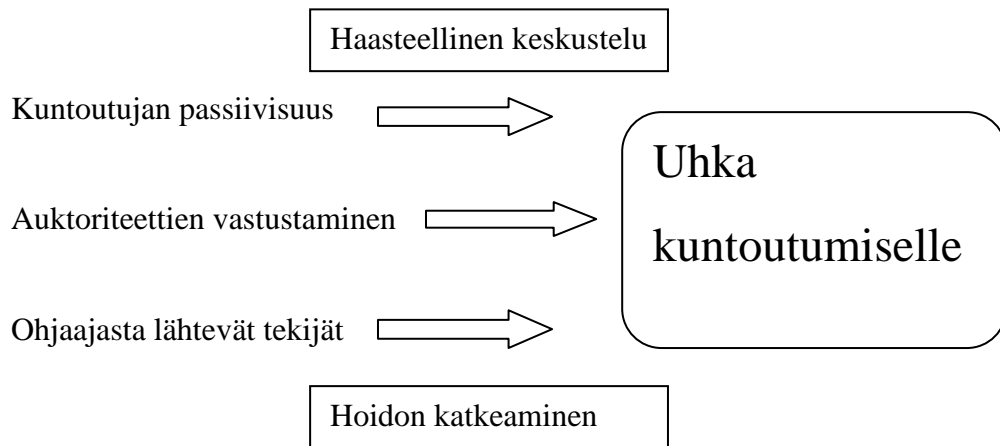 Haasteellinen keskustelu
Kuntoutujan passiivisuus
Auktoriteettien vastustaminen
Ohjaajasta lähtevät tekijät
Uhka
kuntoutumiselle
Hoidon katkeaminen